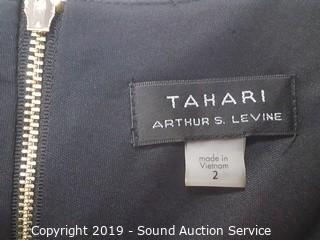 TAHARI
ARTHUR S. LEVINE
made in
Vietnam
2
Copyright 2019 - Sound Auction Service